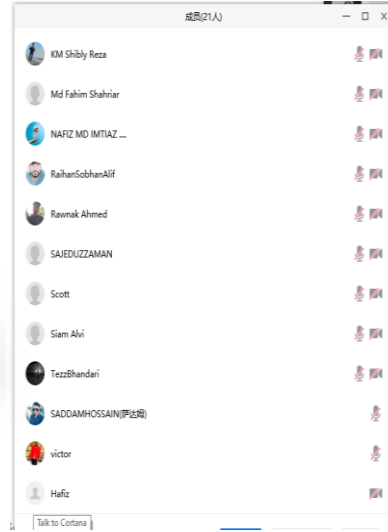 成员(21人)
KM Shibly Reza
Md Fahim Shahriar
NAFIZ MD IMTIAZ ...
RaihanSobhanAlif
Rawnak Ahmed
SAJEDUZZAMAN
Scott
Siam Alvi
TezzBhandari
SADDAMHOSSAIN(萨达姆)
victor
Hafiz
Talk to Cortana